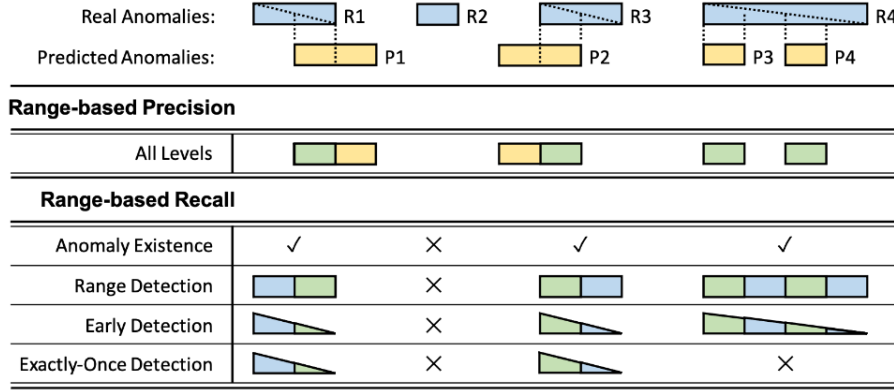 Real Anomalies: R1 R2 R3 R4
Predicted Anomalies: P1 P2 P3 P4
Range-based Precision
All Levels
Range-based Recall
Anomaly Existence ✓ × ✓ ✓
Range Detection ×
Early Detection ×
Exactly-Once Detection × ×